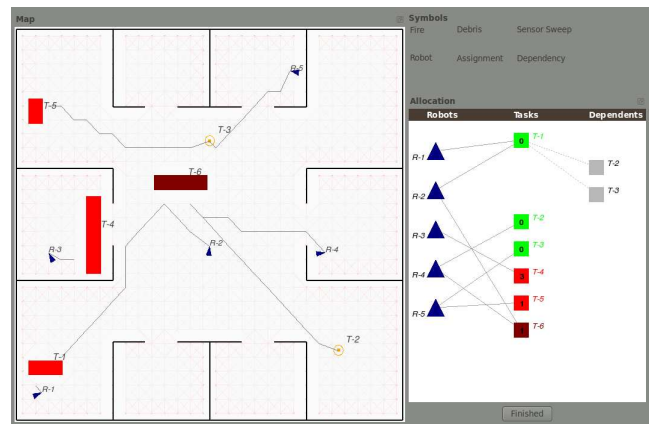 Map
Symbols
Fire Debris Sensor Sweep
Robot Assignment Dependency
R-5
T-5
T-3
T-6
T-4
R-3
R-2
R-4
T-2
T-1
R-1
Allocation
Robots Tasks Dependents
R-1 0 T-1
T-2
R-2 T-3
0 T-2
R-3
0 T-3
R-4 3 T-4
R-5 1 T-5
T-6
Finished